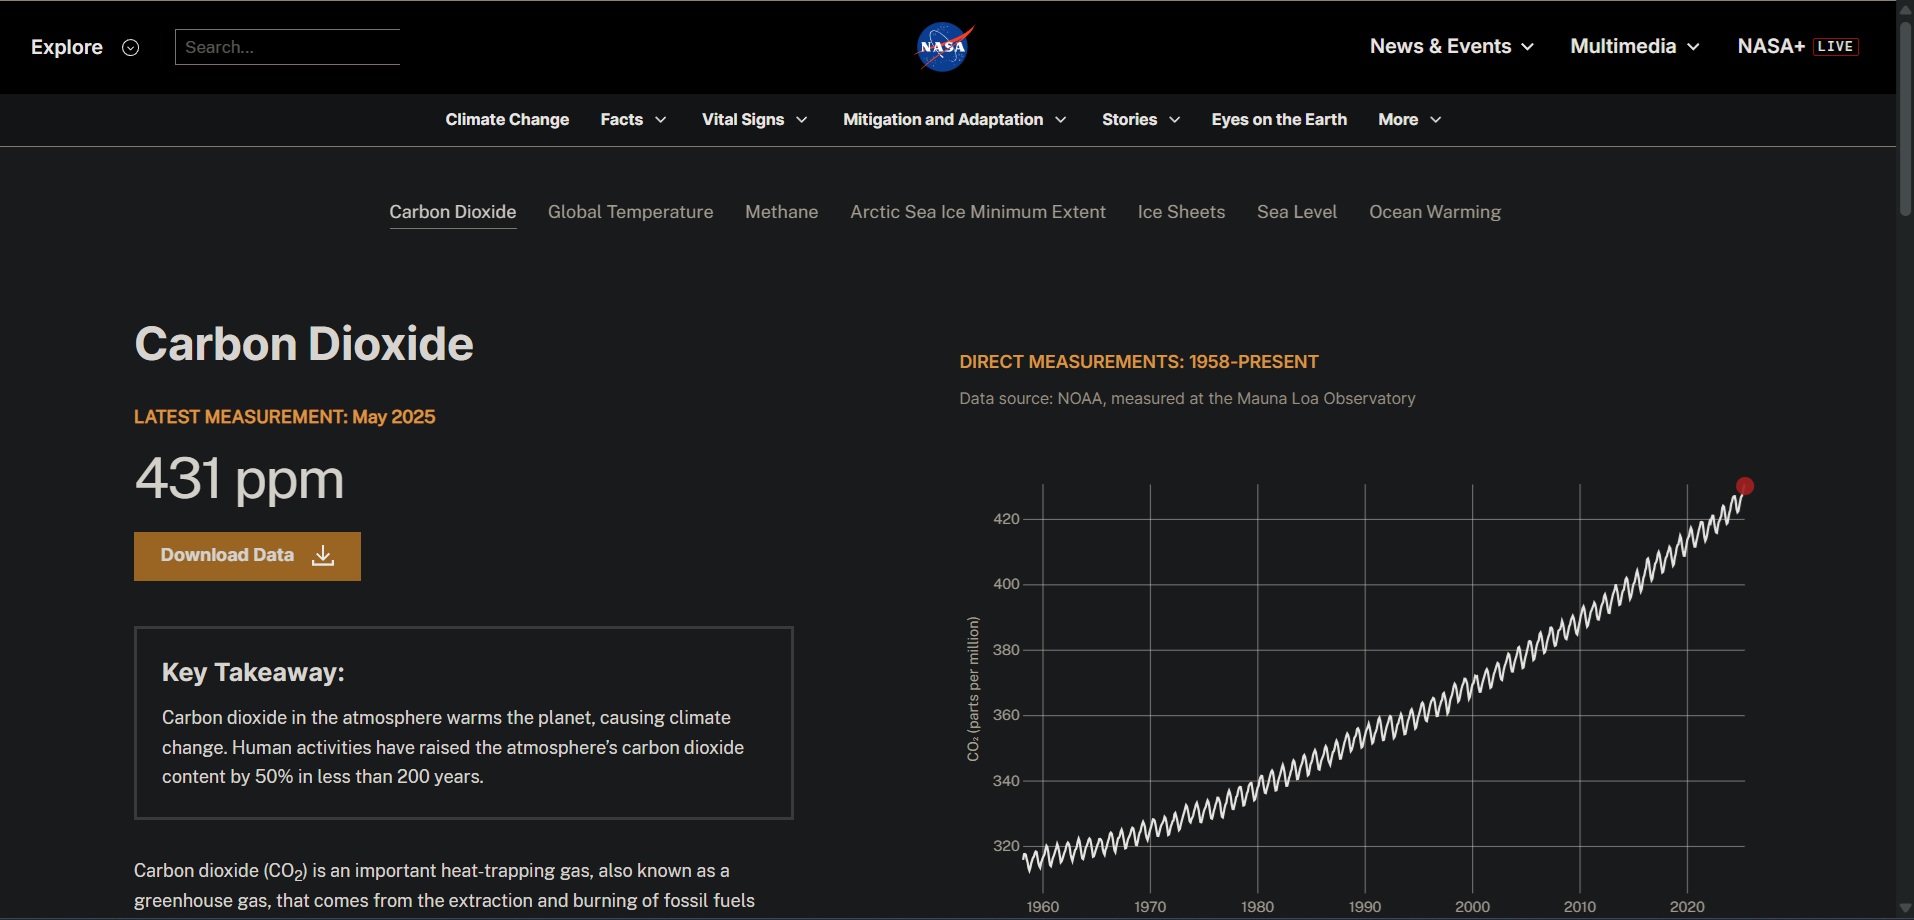 Explore
Search...
NASA
News & Events
Multimedia
NASA+ LIVE
Climate Change
Facts
Vital Signs
Mitigation and Adaptation
Stories
Eyes on the Earth
More
Carbon Dioxide
Global Temperature
Methane
Arctic Sea Ice Minimum Extent
Ice Sheets
Sea Level
Ocean Warming
Carbon Dioxide
LATEST MEASUREMENT: May 2025
431 ppm
Download Data
Key Takeaway:
Carbon dioxide in the atmosphere warms the planet, causing climate
change. Human activities have raised the atmosphere’s carbon dioxide
content by 50% in less than 200 years.
Carbon dioxide (CO₂) is an important heat-trapping gas, also known as a
greenhouse gas, that comes from the extraction and burning of fossil fuels
DIRECT MEASUREMENTS: 1958-PRESENT
Data source: NOAA, measured at the Mauna Loa Observatory
CO₂ (parts per million)
420
400
380
360
340
320
1960 1970 1980 1990 2000 2010 2020